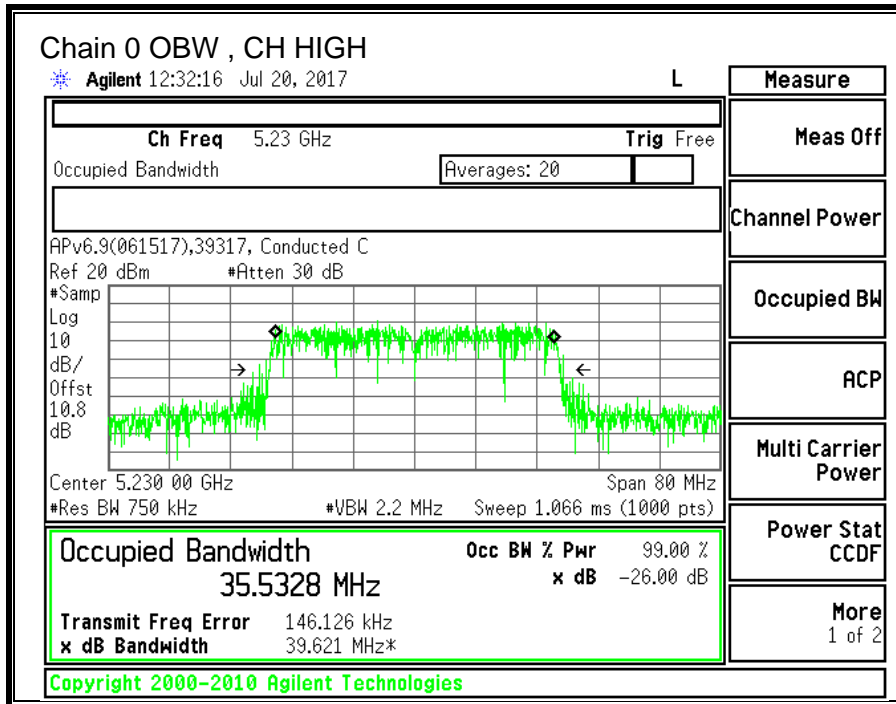 Chain 0 OBW , CH HIGH
Agilent 12:32:16 Jul 20, 2017 L
Measure
Ch Freq 5.23 GHz Trig Free
Meas Off
Occupied Bandwidth Averages: 20
Channel Power
APv6.9(061517),39317, Conducted C
Ref 20 dBm #Atten 30 dB
#Samp
Log
10
dB/
Offst
10.8
dB
Occupied BW
ACP
Center 5.230 00 GHz Span 80 MHz
#Res BW 750 kHz #VBW 2.2 MHz Sweep 1.066 ms (1000 pts)
Multi Carrier
Power
Occupied Bandwidth Occ BW % Pwr 99.00 %
35.5328 MHz x dB -26.00 dB
Power Stat
CCDF
Transmit Freq Error 146.126 kHz
x dB Bandwidth 39.621 MHz*
More
1 of 2
Copyright 2000-2010 Agilent Technologies